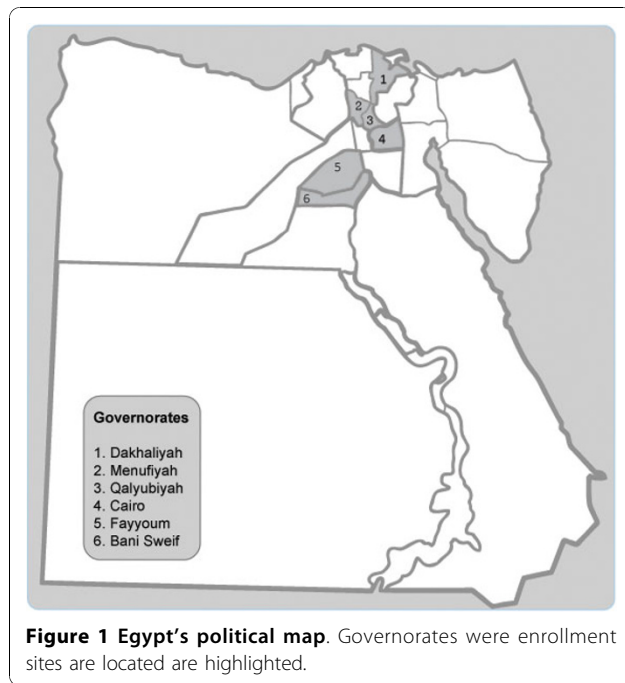 1
2
3
4
5
6
Governorates
1. Dakhaliyah
2. Menufiyah
3. Qalyubiyah
4. Cairo
5. Fayyoum
6. Bani Sweif
Figure 1 Egypt's political map. Governorates were enrollment
sites are located are highlighted.